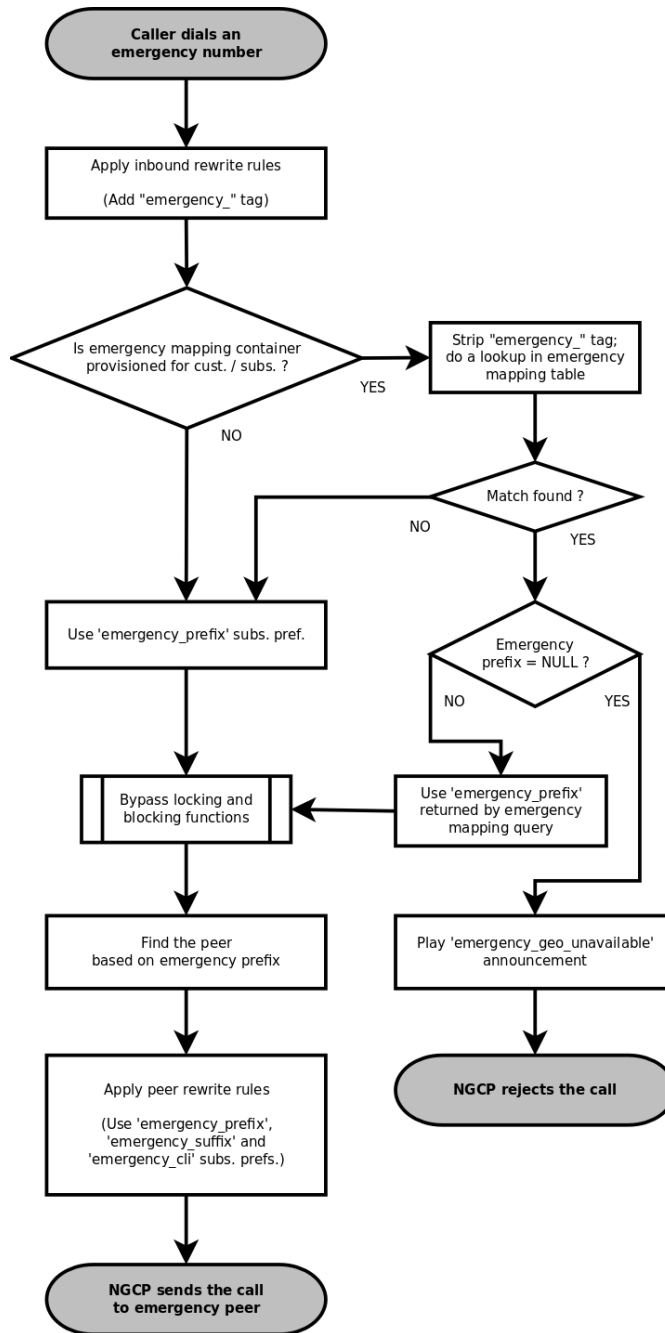 Caller dials an
emergency number
Apply inbound rewrite rules
(Add "emergency_" tag)
Is emergency mapping container
provisioned for cust. / subs. ?
YES
NO
Strip "emergency_" tag;
do a lookup in emergency
mapping table
Match found ?
NO
YES
Use 'emergency_prefix' subs. pref.
Emergency
prefix = NULL ?
NO
YES
Bypass locking and
blocking functions
Use 'emergency_prefix'
returned by emergency
mapping query
Find the peer
based on emergency prefix
Play 'emergency_geo_unavailable'
announcement
Apply peer rewrite rules
(Use 'emergency_prefix',
'emergency_suffix' and
'emergency_cli' subs. prefs.)
NGCP rejects the call
NGCP sends the call
to emergency peer